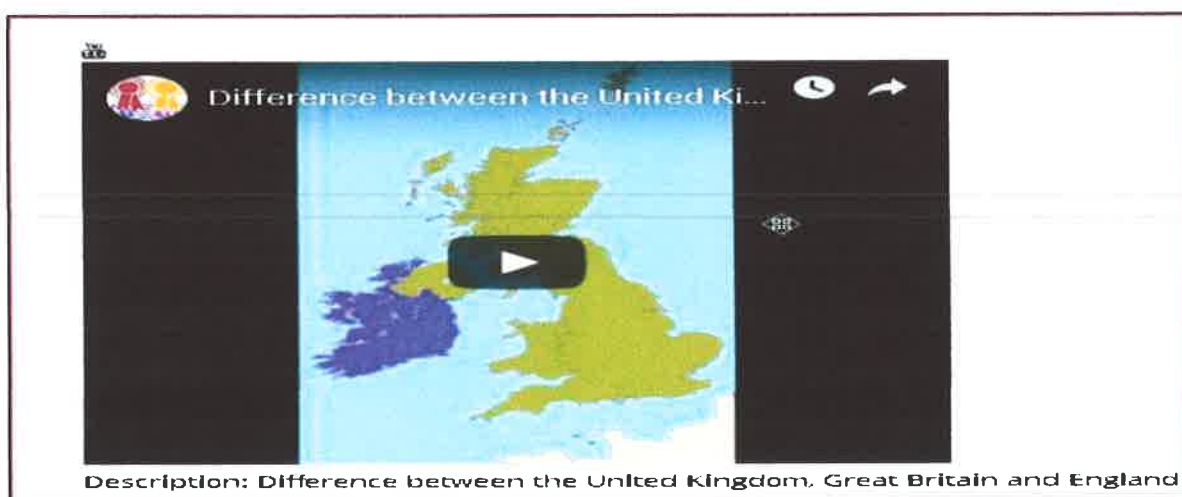 Difference between the United Ki...
Description: Difference between the United Kingdom, Great Britain and England